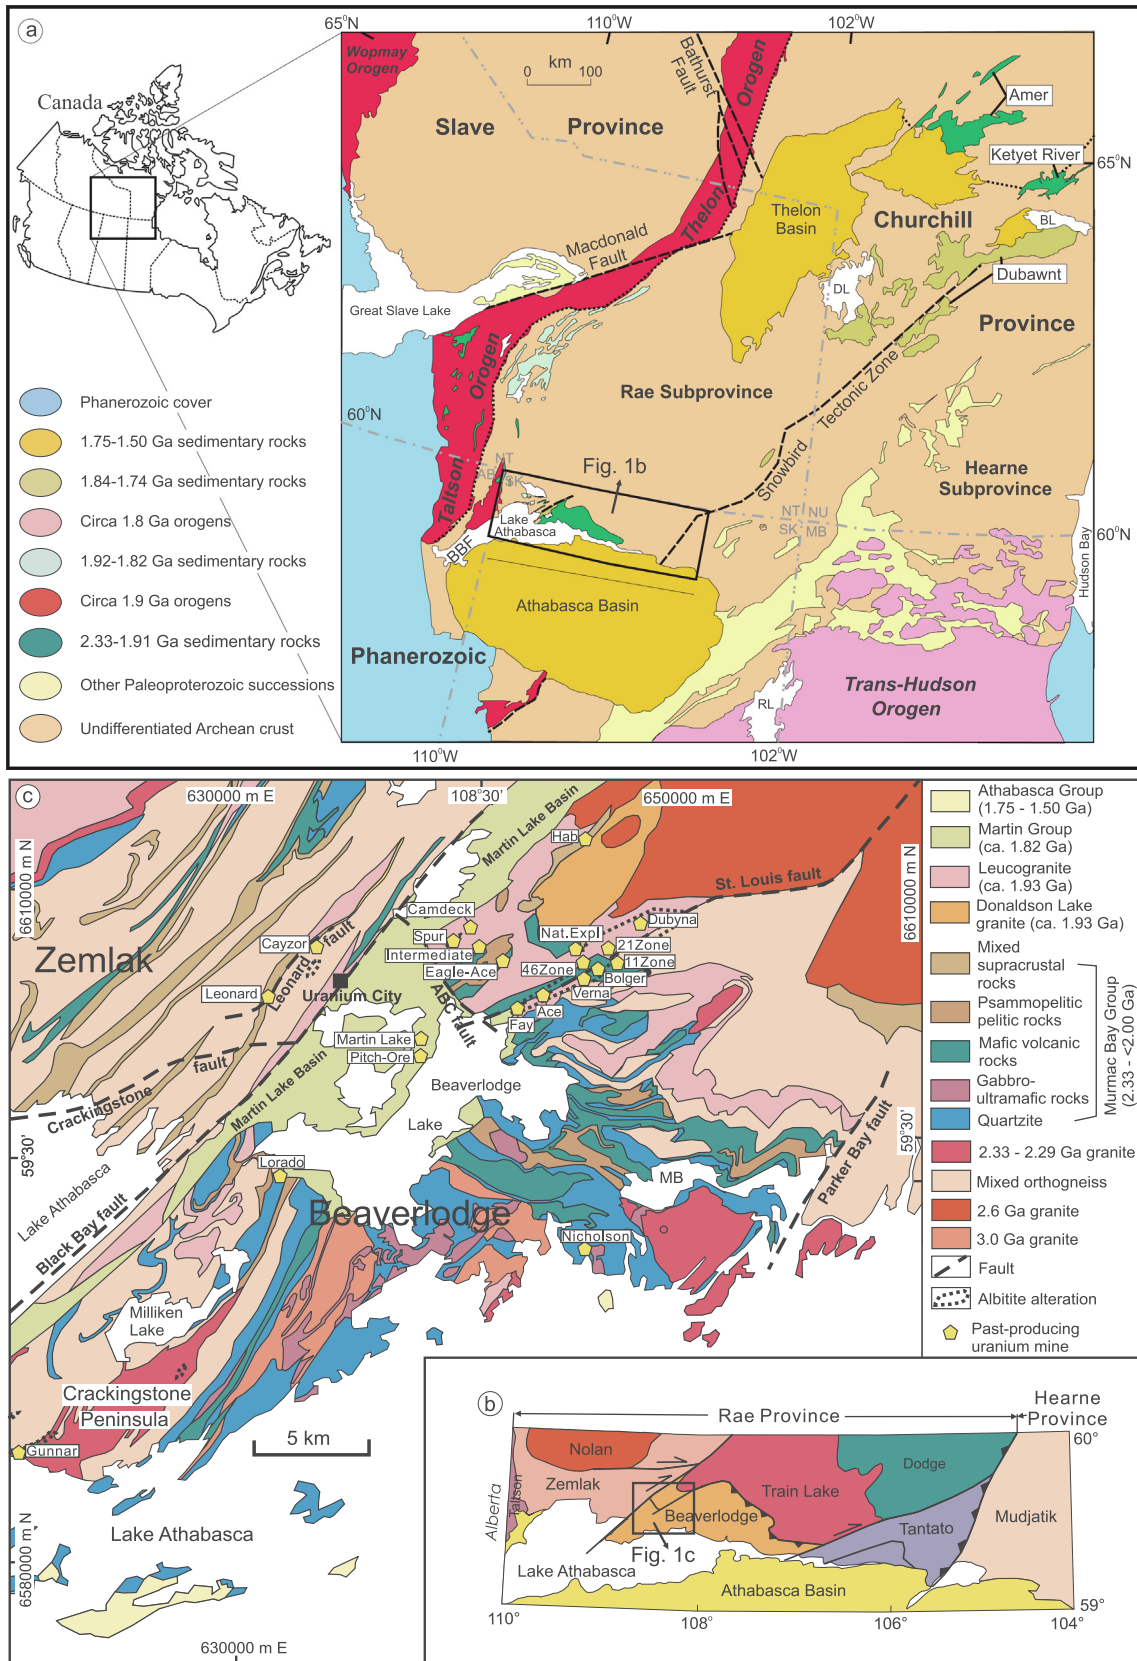 a
65°N
110°W
102°W
Wopmay
Orogen
km
0 100
Bathurst
Fault
Orogen
Amer
Canada
Slave
Province
Ketyet River
65°N
Thelon
Thelon
Basin
Churchill
BL
Macdonald
Fault
Dubawnt
DL
Great Slave Lake
Province
Orogen
Rae Subprovince
Tectonic Zone
Phanerozoic cover
60°N
1.75-1.50 Ga sedimentary rocks
Snowbird
Hearne
Subprovince
1.84-1.74 Ga sedimentary rocks
NT
AB
SK
Fig. 1b
Taltson
Circa 1.8 Ga orogens
NT NU
SK MB
Lake
Athabasca
60°N
BBF
Hudson Bay
1.92-1.82 Ga sedimentary rocks
Circa 1.9 Ga orogens
Athabasca Basin
2.33-1.91 Ga sedimentary rocks
Phanerozoic
Other Paleoproterozoic successions
Trans-Hudson
Orogen
RL
Undifferentiated Archean crust
110°W
102°W
c
630000 m E
108°30'
650000 m E
6610000 m N
6610000 m N
Martin Lake Basin
Hab
St. Louis fault
Camdeck
Dubyna
Spur
Nat.Expl
Cayzor
fault
21Zone
Intermediate
Zemlak
Eagle-Ace
46Zone
11Zone
Bolger
Leonard
Leonard
Uranium City
Verna
ABC fault
Ace
Fay
Martin Lake
Pitch-Ore
fault
Crackingstone
Martin Lake Basin
Beaverlodge
Lake
59°30'
59°30'
Lorado
Lake Athabasca
Parker Bay fault
MB
Beaverlodge
Black Bay fault
Nicholson
Milliken
Lake
Crackingstone
Peninsula
5 km
Gunnar
Lake Athabasca
6580000 m N
630000 m E
Athabasca Group
(1.75 - 1.50 Ga)
Martin Group
(ca. 1.82 Ga)
Leucogranite
(ca. 1.93 Ga)
Donaldson Lake
granite (ca. 1.93 Ga)
Mixed
supracrustal
rocks
Psammopelitic
pelitic rocks
Mafic volcanic
rocks
Gabbro-
ultramafic rocks
Quartzite
Murmac Bay Group
(2.33 - <2.00 Ga)
2.33 - 2.29 Ga granite
Mixed orthogneiss
2.6 Ga granite
3.0 Ga granite
Fault
Albitite alteration
Past-producing
uranium mine
b
Rae Province
Hearne
Province
60°
Nolan
Dodge
Zemlak
Train Lake
Alberta
Taltson
Beaverlodge
Tantato
Mudjatik
Fig. 1c
Lake Athabasca
Athabasca Basin
59°
110°
108°
106°
104°